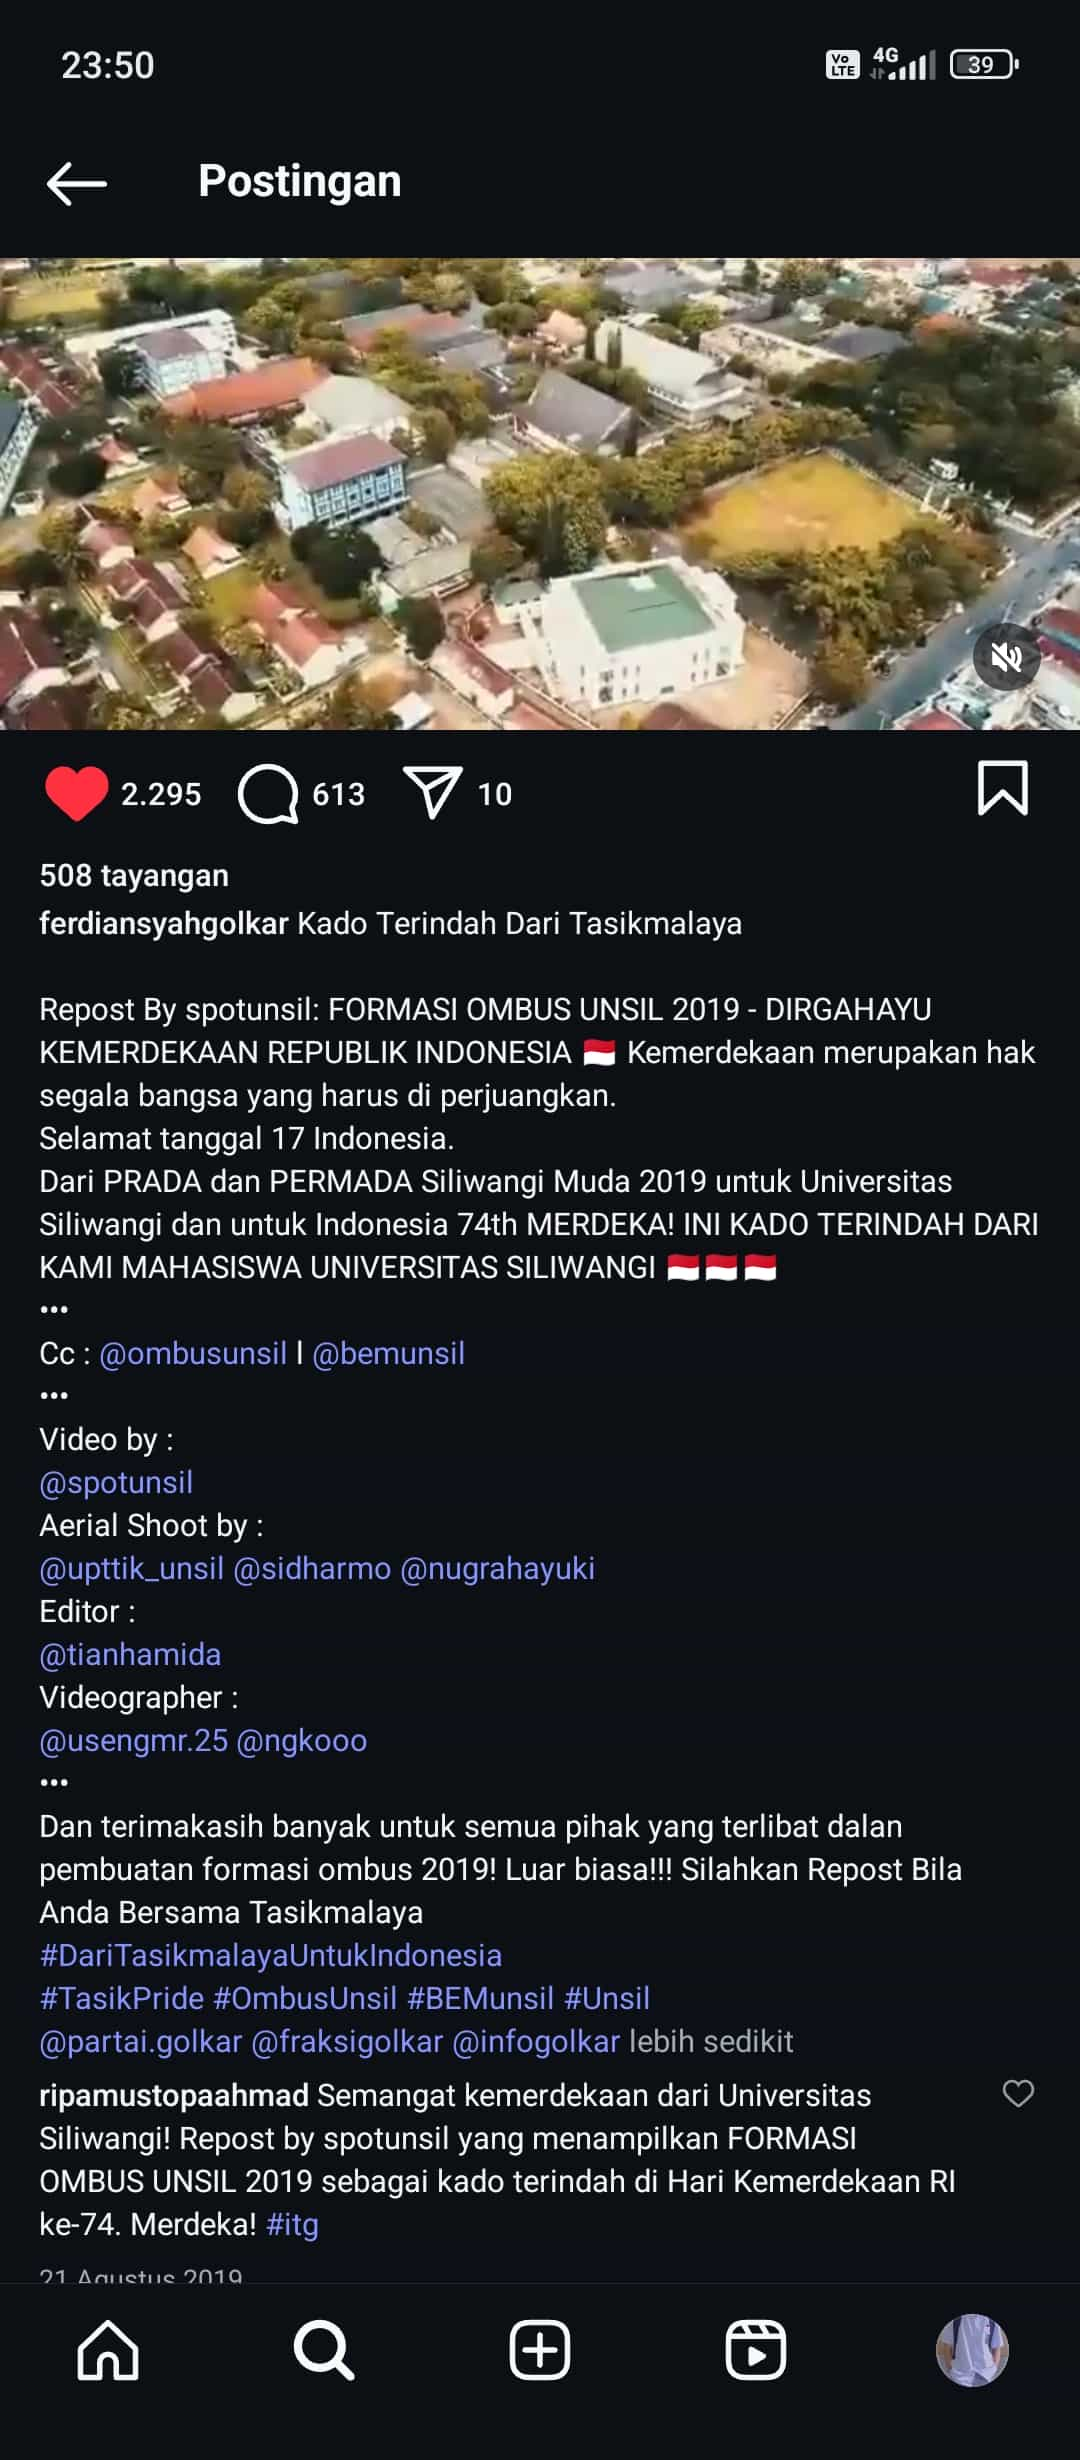 23:50
Vo LTE 4G 39
Postingan
2.295 613 10
508 tayangan
ferdiansyahgolkar Kado Terindah Dari Tasikmalaya
Repost By spotunsil: FORMASI OMBUS UNSIL 2019 - DIRGAHAYU
KEMERDEKAAN REPUBLIK INDONESIA 🇮🇩 Kemerdekaan merupakan hak
segala bangsa yang harus di perjuangkan.
Selamat tanggal 17 Indonesia.
Dari PRADA dan PERMADA Siliwangi Muda 2019 untuk Universitas
Siliwangi dan untuk Indonesia 74th MERDEKA! INI KADO TERINDAH DARI
KAMI MAHASISWA UNIVERSITAS SILIWANGI 🇮🇩🇮🇩🇮🇩
•••
Cc : @ombusunsil l @bemunsil
•••
Video by :
@spotunsil
Aerial Shoot by :
@upttik_unsil @sidharmo @nugrahayuki
Editor :
@tianhamida
Videographer :
@usengmr.25 @ngkooo
•••
Dan terimakasih banyak untuk semua pihak yang terlibat dalan
pembuatan formasi ombus 2019! Luar biasa!!! Silahkan Repost Bila
Anda Bersama Tasikmalaya
#DariTasikmalayaUntukIndonesia
#TasikPride #OmbusUnsil #BEMunsil #Unsil
@partai.golkar @fraksigolkar @infogolkar lebih sedikit
ripamustopaahmad Semangat kemerdekaan dari Universitas
Siliwangi! Repost by spotunsil yang menampilkan FORMASI
OMBUS UNSIL 2019 sebagai kado terindah di Hari Kemerdekaan RI
ke-74. Merdeka! #itg
21 Agustus 2019